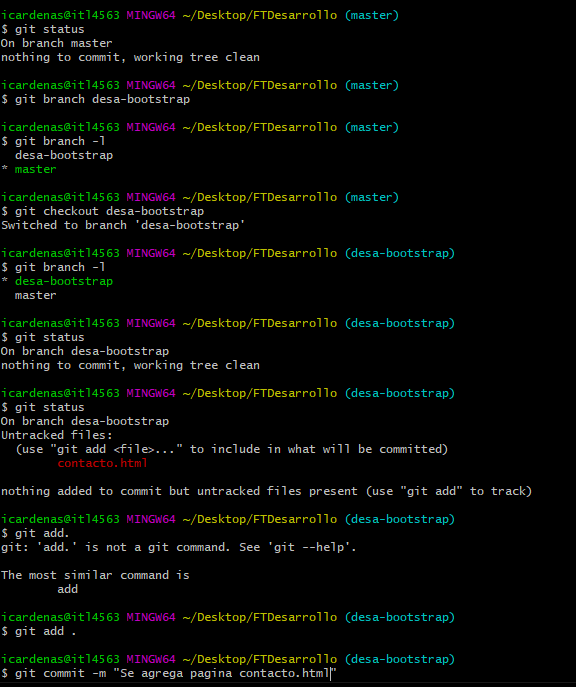 icardenas@itl4563 MINGW64 ~/Desktop/FTDesarrollo (master)
$ git status
On branch master
nothing to commit, working tree clean

icardenas@itl4563 MINGW64 ~/Desktop/FTDesarrollo (master)
$ git branch desa-bootstrap

icardenas@itl4563 MINGW64 ~/Desktop/FTDesarrollo (master)
$ git branch -l
  desa-bootstrap
* master

icardenas@itl4563 MINGW64 ~/Desktop/FTDesarrollo (master)
$ git checkout desa-bootstrap
Switched to branch 'desa-bootstrap'

icardenas@itl4563 MINGW64 ~/Desktop/FTDesarrollo (desa-bootstrap)
$ git branch -l
* desa-bootstrap
  master

icardenas@itl4563 MINGW64 ~/Desktop/FTDesarrollo (desa-bootstrap)
$ git status
On branch desa-bootstrap
nothing to commit, working tree clean

icardenas@itl4563 MINGW64 ~/Desktop/FTDesarrollo (desa-bootstrap)
$ git status
On branch desa-bootstrap
Untracked files:
  (use "git add <file>..." to include in what will be committed)
        contacto.html

nothing added to commit but untracked files present (use "git add" to track)

icardenas@itl4563 MINGW64 ~/Desktop/FTDesarrollo (desa-bootstrap)
$ git add.
git: 'add.' is not a git command. See 'git --help'.

The most similar command is
        add

icardenas@itl4563 MINGW64 ~/Desktop/FTDesarrollo (desa-bootstrap)
$ git add .

icardenas@itl4563 MINGW64 ~/Desktop/FTDesarrollo (desa-bootstrap)
$ git commit -m "Se agrega pagina contacto.html"